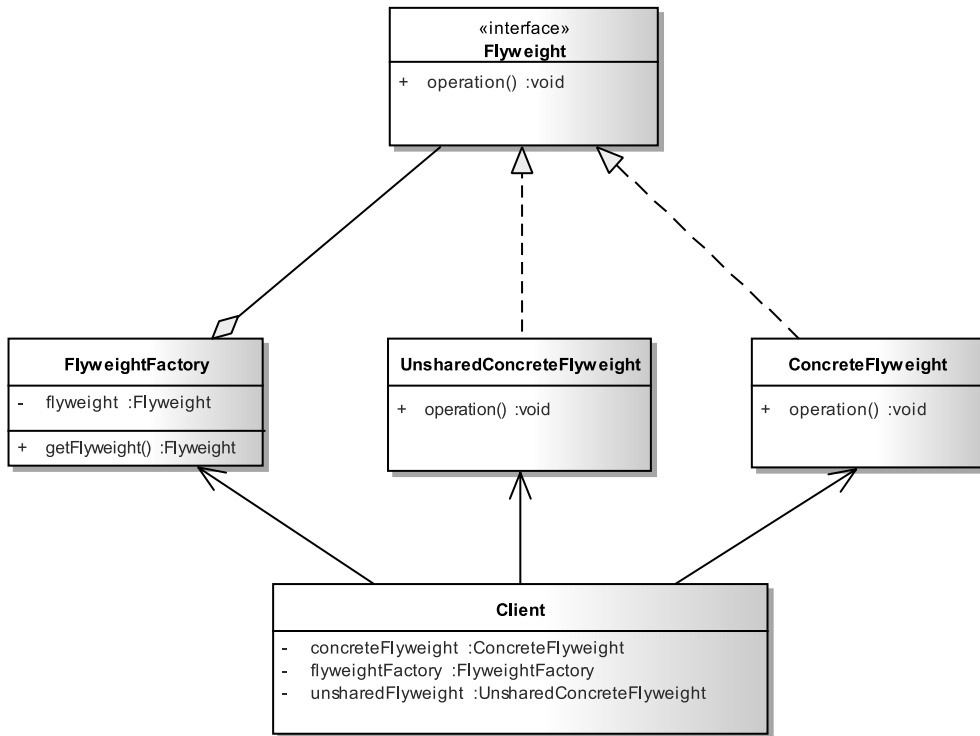 «interface»
Flyweight
+ operation() :void
FlyweightFactory
- flyweight :Flyweight
+ getFlyweight() :Flyweight
UnsharedConcreteFlyweight
+ operation() :void
ConcreteFlyweight
+ operation() :void
Client
- concreteFlyweight :ConcreteFlyweight
- flyweightFactory :FlyweightFactory
- unsharedFlyweight :UnsharedConcreteFlyweight